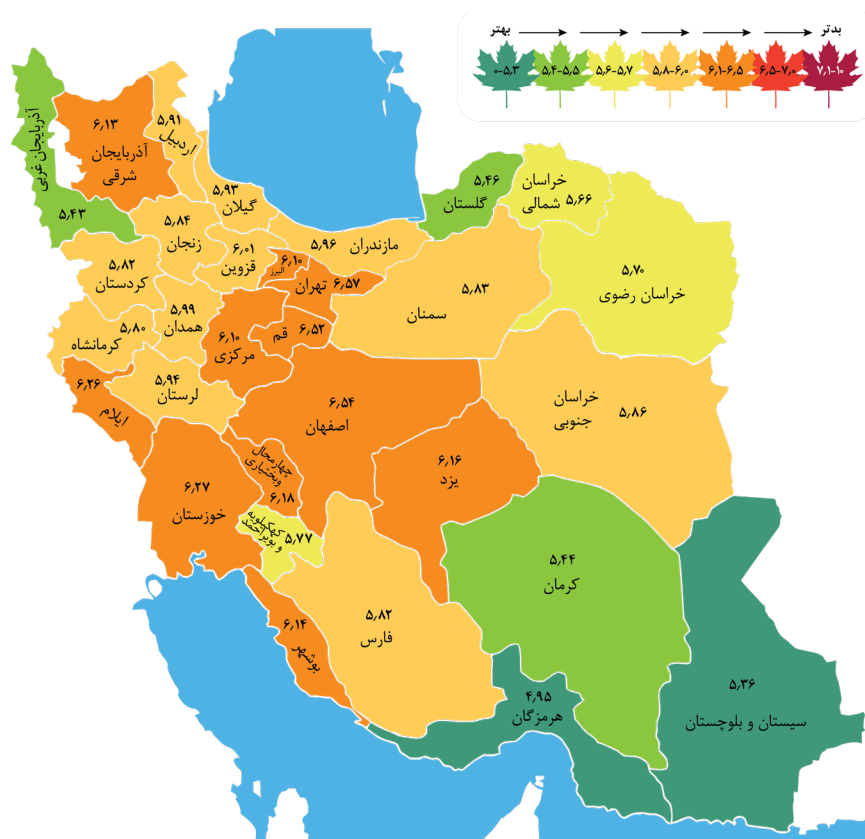 بهتر
بدتر
۰-۵٫۳
۵٫۴-۵٫۵
۵٫۶-۵٫۷
۵٫۸-۶٫۰
۶٫۱-۶٫۵
۶٫۵-۷٫۰
۷٫۱-۱۰
آذربایجان غربی
۵٫۴۳
۶٫۱۳
آذربایجان
شرقی
۵٫۹۱
اردبیل
۵٫۹۳
گیلان
۵٫۸۴
زنجان
۶٫۰۱
قزوین
مازندران ۵٫۹۶
۵٫۴۶
گلستان
خراسان
شمالی ۵٫۶۶
۵٫۷۰
خراسان رضوی
۵٫۸۲
کردستان
۵٫۹۹
همدان
۶٫۱۰
البرز
تهران ۶٫۵۷
۵٫۸۳
سمنان
۵٫۸۰
کرمانشاه
۶٫۱۰
مرکزی
قم ۶٫۵۲
۶٫۲۶
ایلام
۵٫۹۴
لرستان
۶٫۵۴
اصفهان
خراسان
جنوبی
۵٫۸۶
۶٫۱۶
یزد
چهارمحال
وبختیاری
۶٫۱۸
۶٫۲۷
خوزستان
کهکیلویه
و بویراحمد
۵٫۷۷
۵٫۴۴
کرمان
۵٫۸۲
فارس
۶٫۱۴
بوشهر
۴٫۹۵
هرمزگان
۵٫۳۶
سیستان و بلوچستان